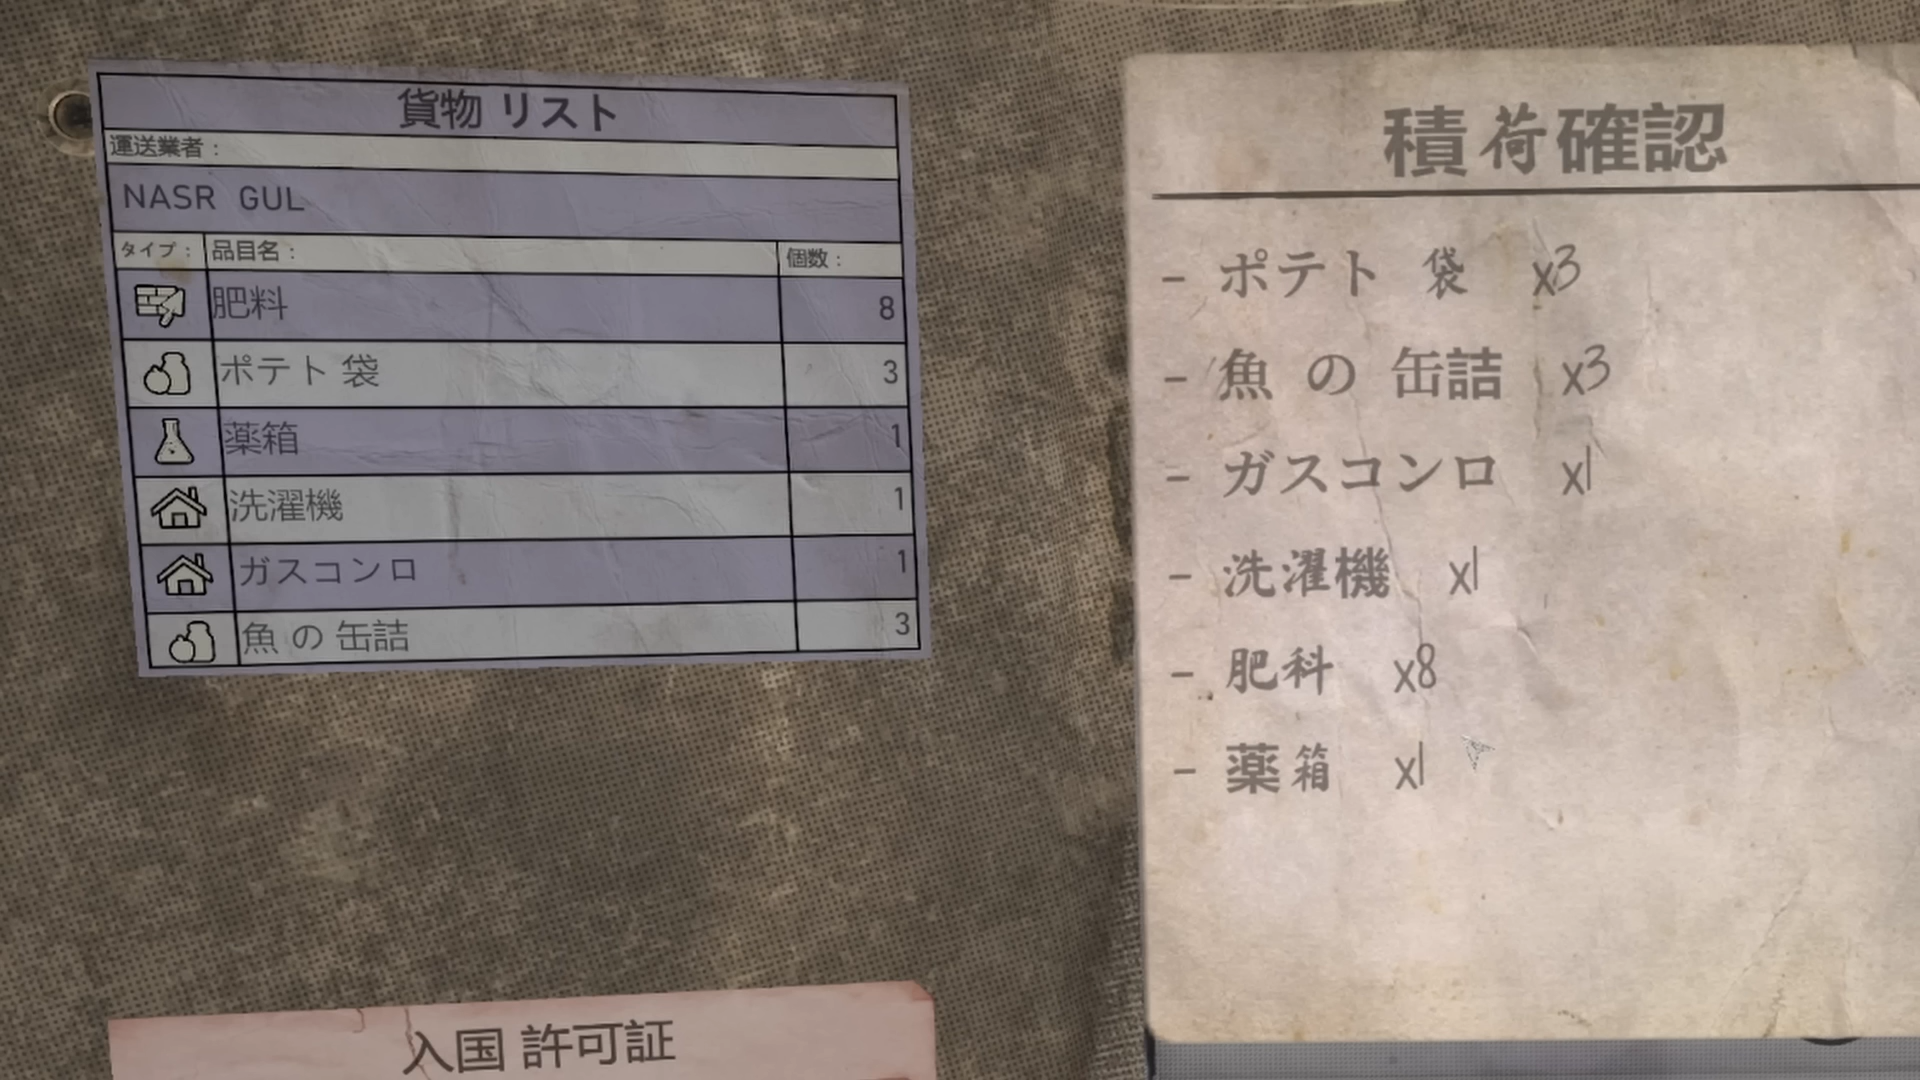 貨物 リスト
運送業者：
NASR GUL
タイプ： 品目名： 個数：
肥料 8
ポテト 袋 3
薬箱 1
洗濯機 1
ガスコンロ 1
魚 の 缶詰 3
入国 許可証
積荷確認
- ポテト 袋 x3
- 魚 の 缶詰 x3
- ガスコンロ x1
- 洗濯機 x1
- 肥料 x8
- 薬箱 x1